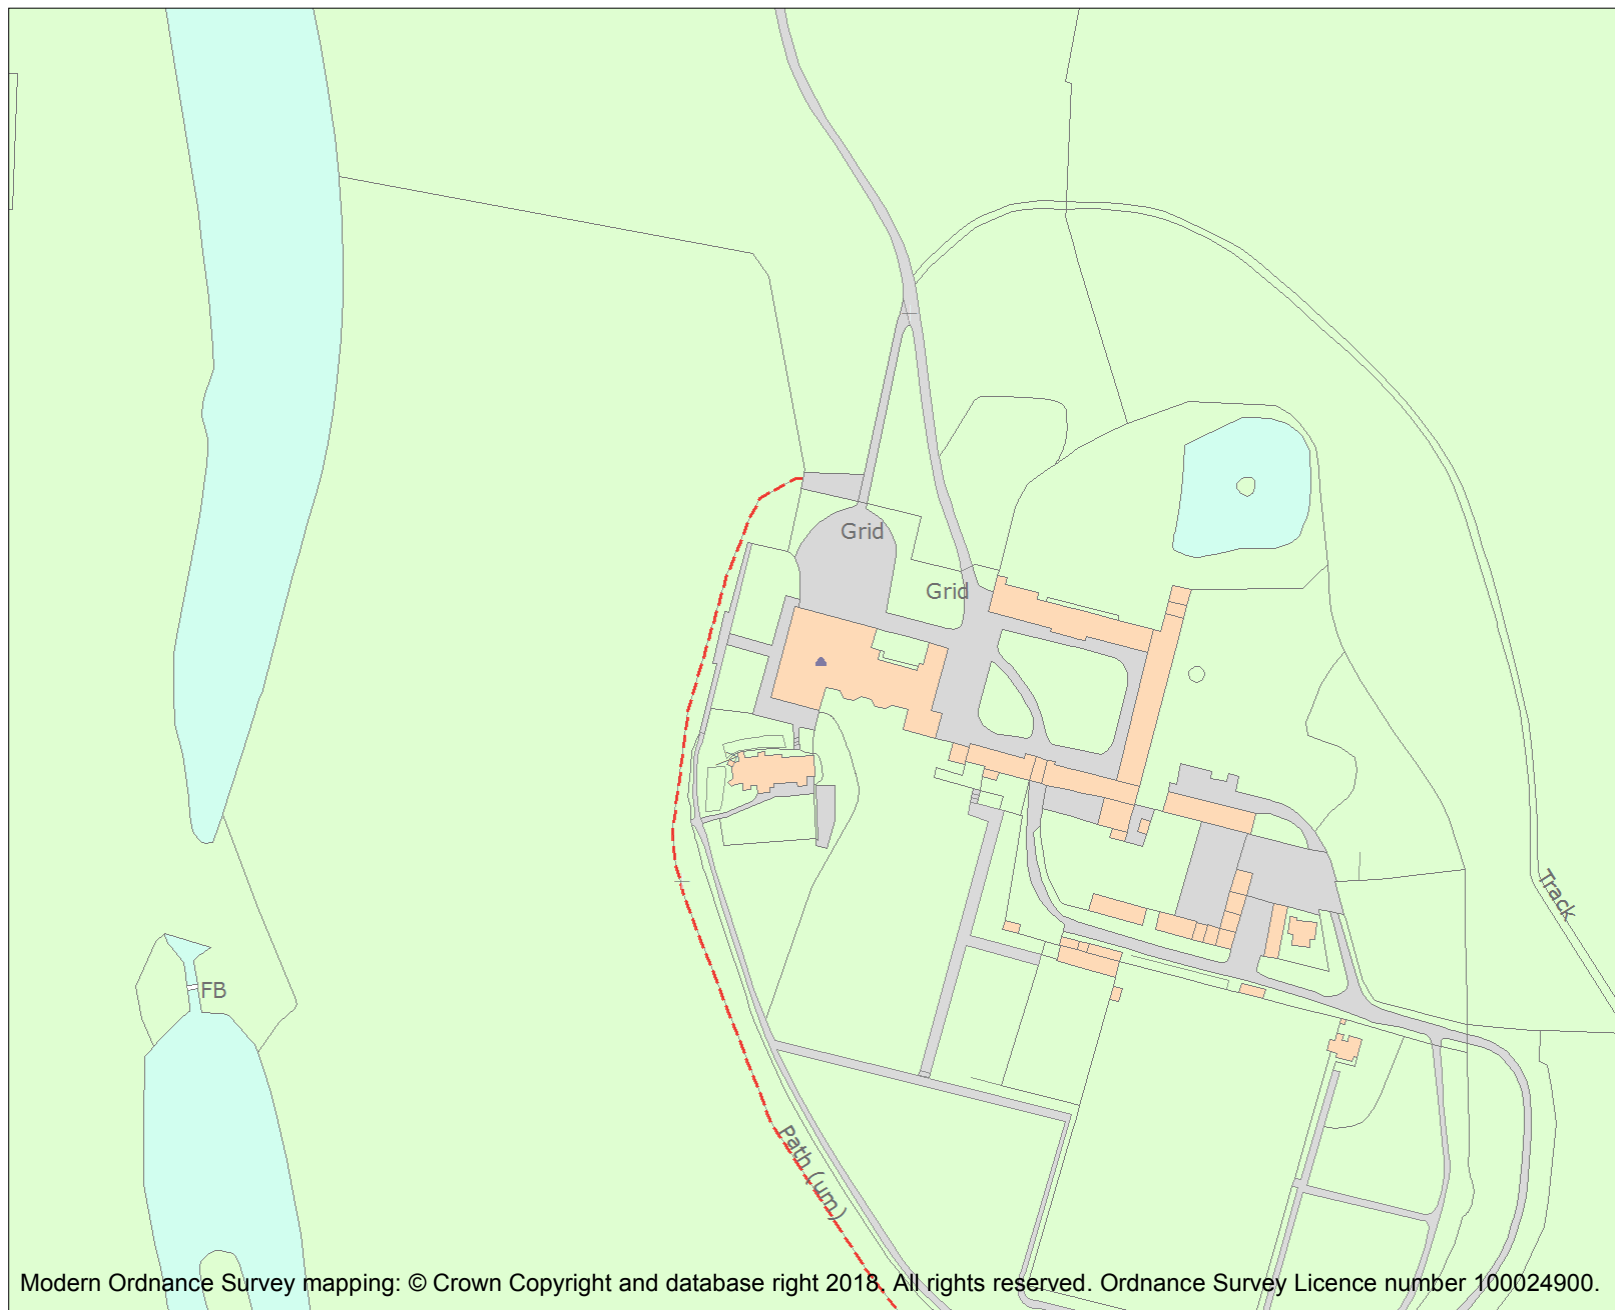 Grid
Grid
Track
FB
Path (um)
Modern Ordnance Survey mapping: © Crown Copyright and database right 2018. All rights reserved. Ordnance Survey Licence number 100024900.